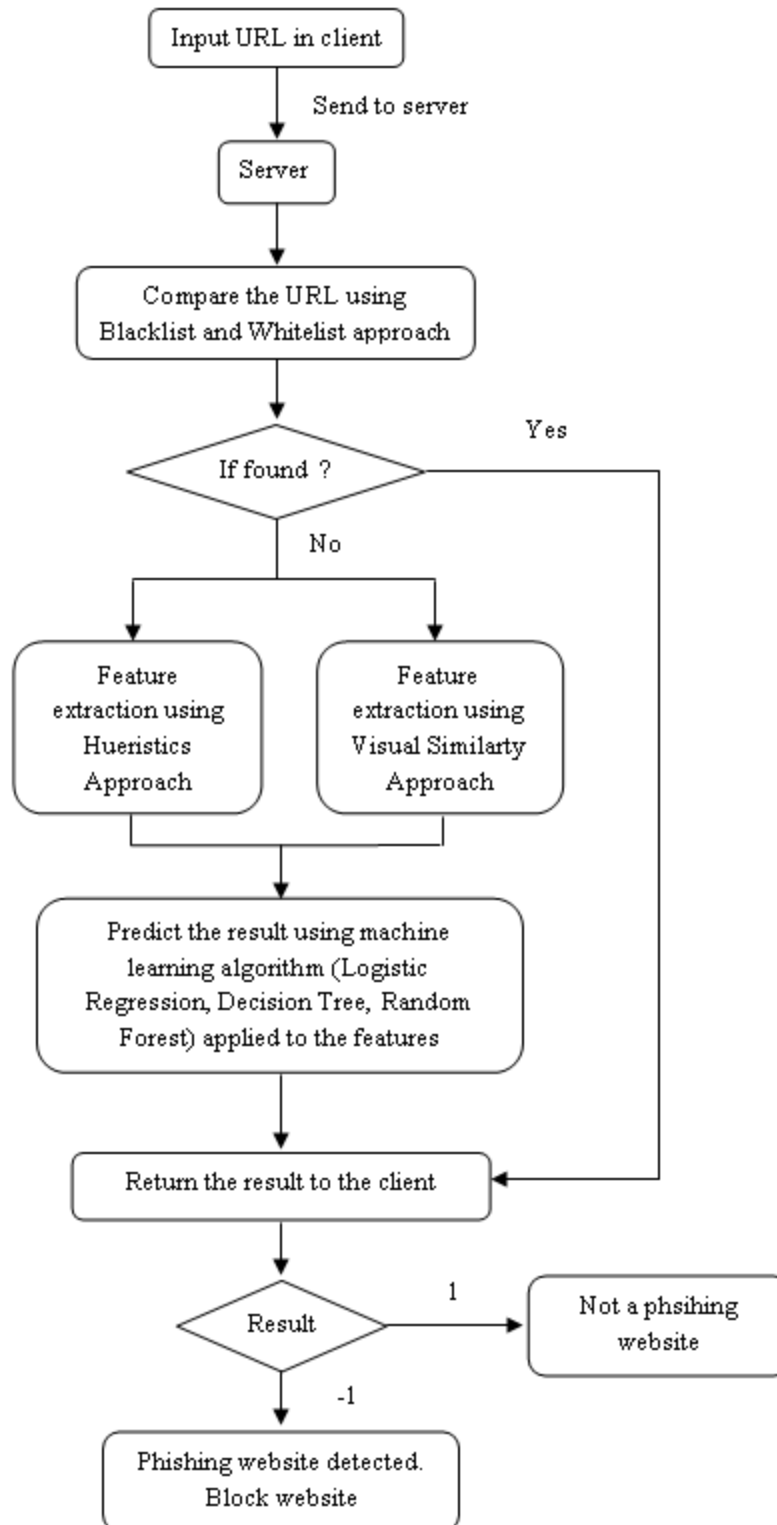 Input URL in client
Send to server
Server
Compare the URL using
Blacklist and Whitelist approach
Yes
If found ?
No
Feature
extraction using
Hueristics
Approach
Feature
extraction using
Visual Similarty
Approach
Predict the result using machine
learning algorithm (Logistic
Regression, Decision Tree, Random
Forest) applied to the features
Return the result to the client
Result
1
Not a phsihing
website
-1
Phishing website detected.
Block website